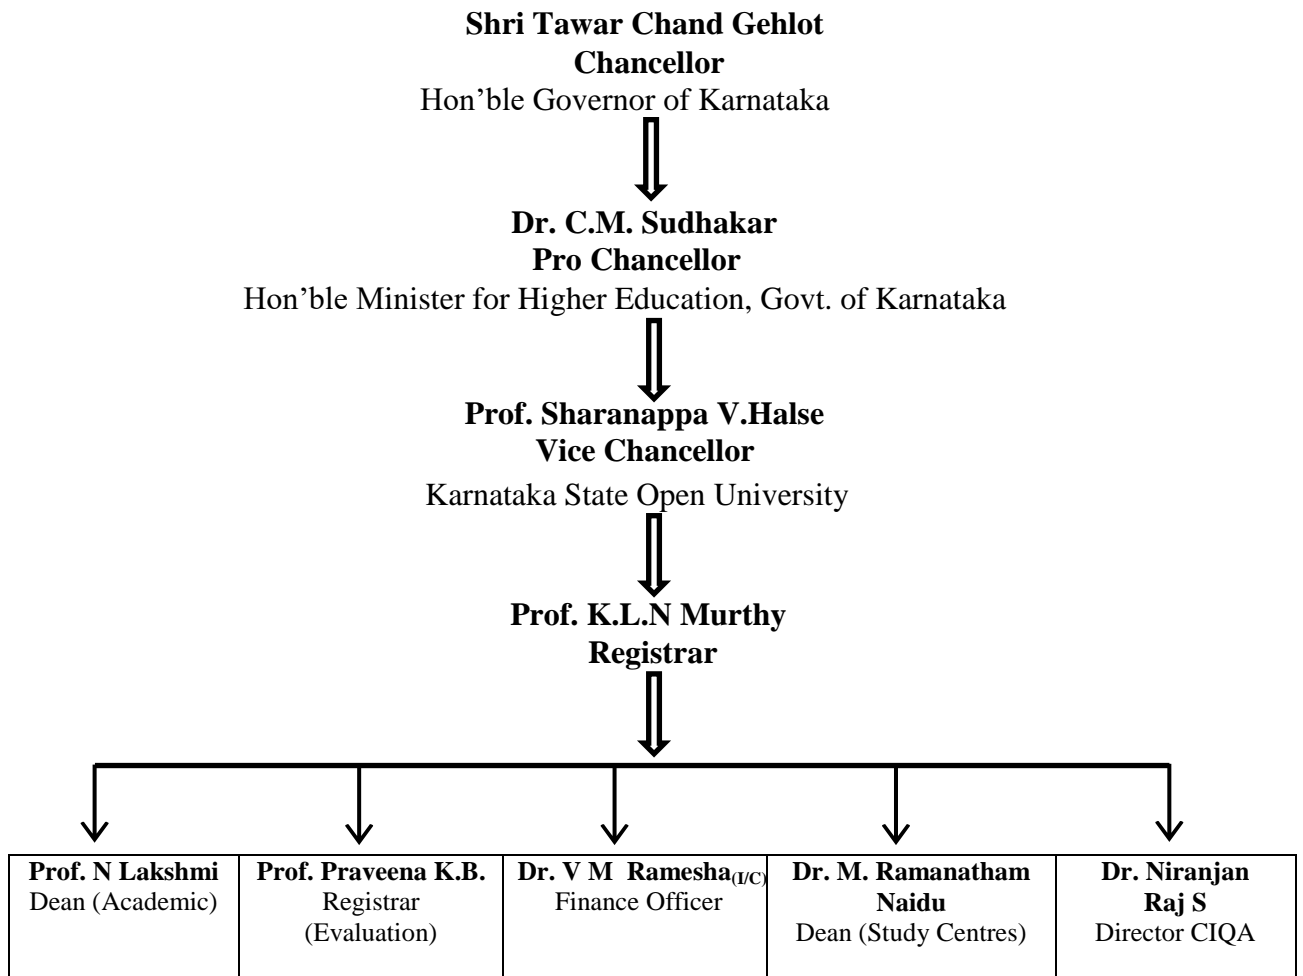 Shri Tawar Chand Gehlot
Chancellor
Hon’ble Governor of Karnataka
Dr. C.M. Sudhakar
Pro Chancellor
Hon’ble Minister for Higher Education, Govt. of Karnataka
Prof. Sharanappa V.Halse
Vice Chancellor
Karnataka State Open University
Prof. K.L.N Murthy
Registrar
Prof. N Lakshmi
Dean (Academic)
Prof. Praveena K.B.
Registrar
(Evaluation)
Dr. V M Ramesha(I/C)
Finance Officer
Dr. M. Ramanatham
Naidu
Dean (Study Centres)
Dr. Niranjan
Raj S
Director CIQA